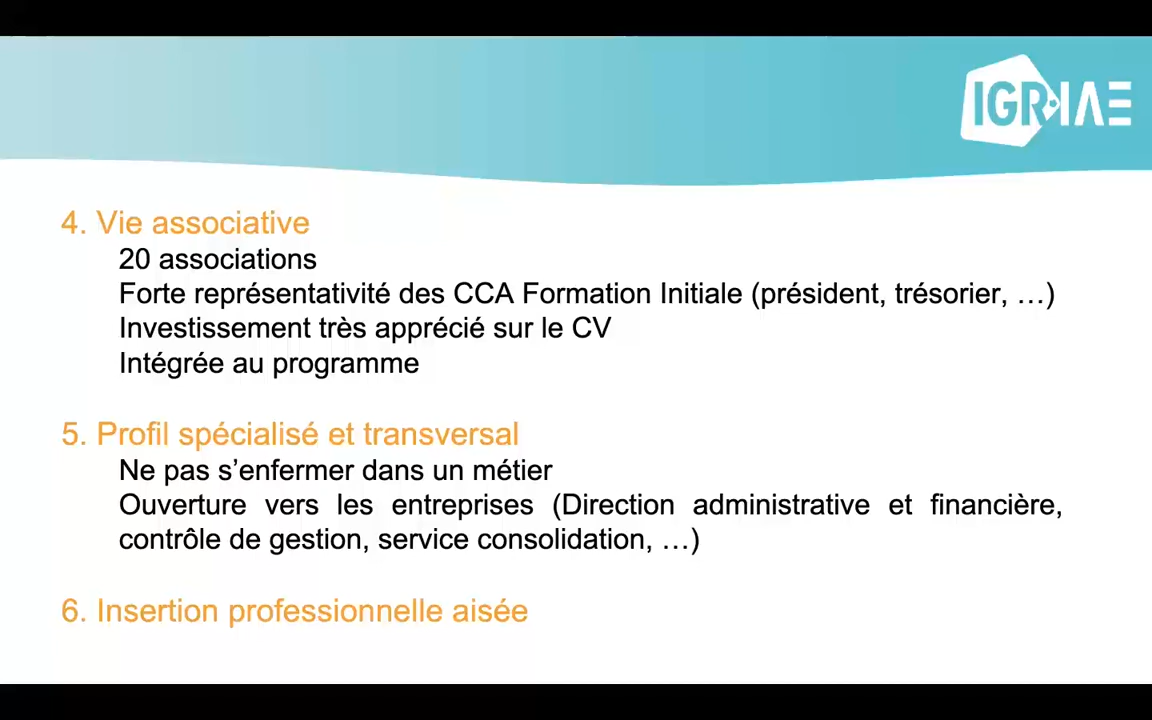 IGR-IAE
4. Vie associative
20 associations
Forte représentativité des CCA Formation Initiale (président, trésorier, …)
Investissement très apprécié sur le CV
Intégrée au programme
5. Profil spécialisé et transversal
Ne pas s’enfermer dans un métier
Ouverture vers les entreprises (Direction administrative et financière,
contrôle de gestion, service consolidation, …)
6. Insertion professionnelle aisée